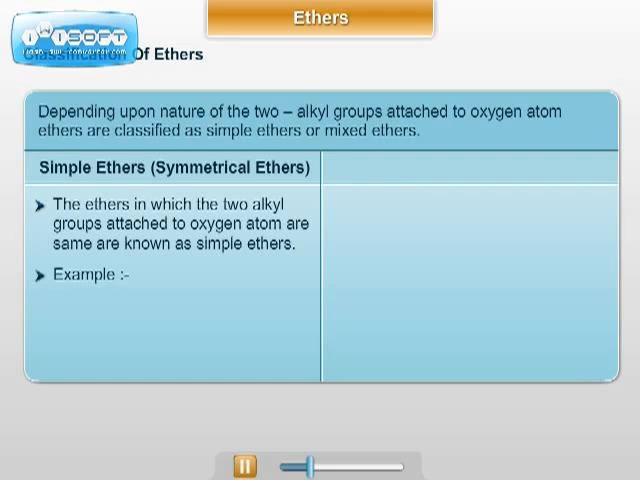 Ethers
iWiSOFT
Classification Of Ethers
Depending upon nature of the two – alkyl groups attached to oxygen atom
ethers are classified as simple ethers or mixed ethers.
Simple Ethers (Symmetrical Ethers)
The ethers in which the two alkyl
groups attached to oxygen atom are
same are known as simple ethers.
Example :-